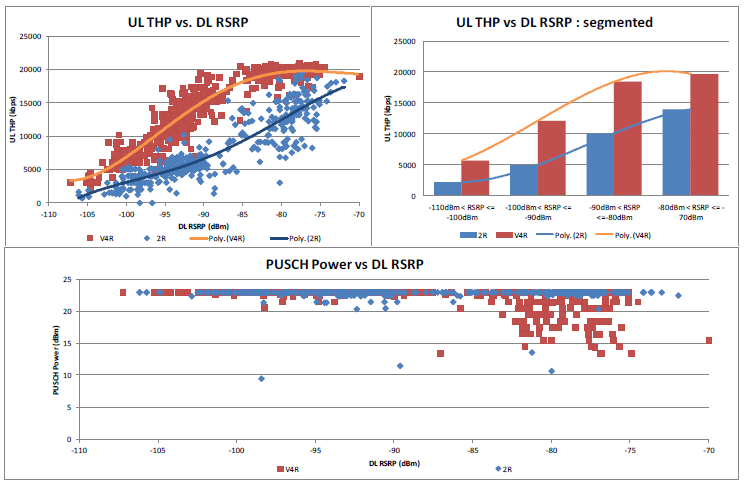 UL THP vs. DL RSRP
25000
20000
15000
10000
5000
0
UL THP (kbps)
-110 -105 -100 -95 -90 -85 -80 -75 -70
DL RSRP (dBm)
V4R 2R Poly. (V4R) Poly. (2R)
UL THP vs DL RSRP : segmented
25000
20000
15000
10000
5000
0
UL THP (kbps)
-110dBm < RSRP <= -100dBm < RSRP <= -90dBm < RSRP -80dBm < RSRP <= -
-100dBm -90dBm <=-80dBm 70dBm
2R V4R Poly. (2R) Poly. (V4R)
PUSCH Power vs DL RSRP
25
20
15
10
5
0
PUSCH Power (dBm)
-110 -105 -100 -95 -90 -85 -80 -75 -70
DL RSRP (dBm)
V4R 2R